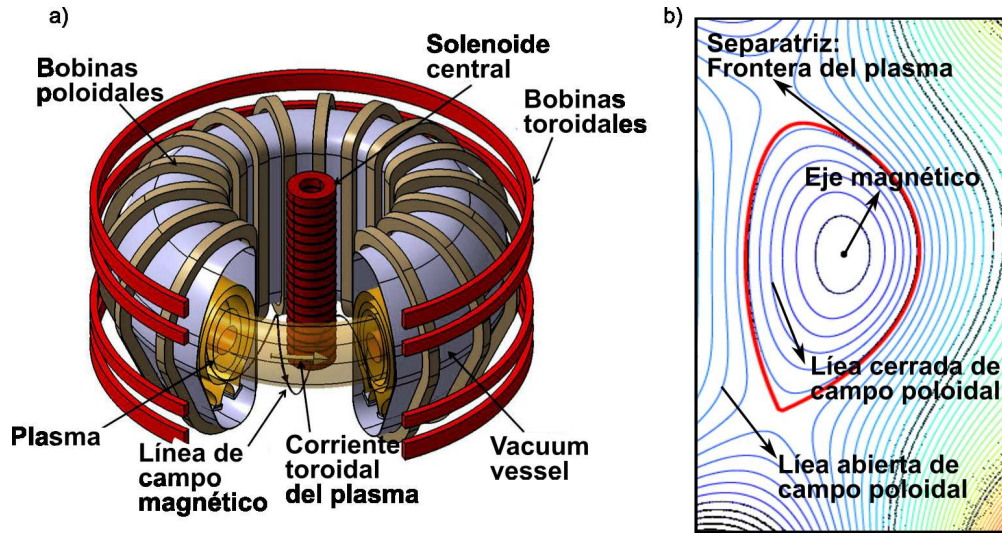 a)
Solenoide
central
Bobinas
poloidales
Bobinas
toroidales
Plasma
Línea de
campo
magnético
Corriente
toroidal
del plasma
Vacuum
vessel
b)
Separatriz:
Frontera del plasma
Eje magnético
Líea cerrada de
campo poloidal
Líea abierta de
campo poloidal